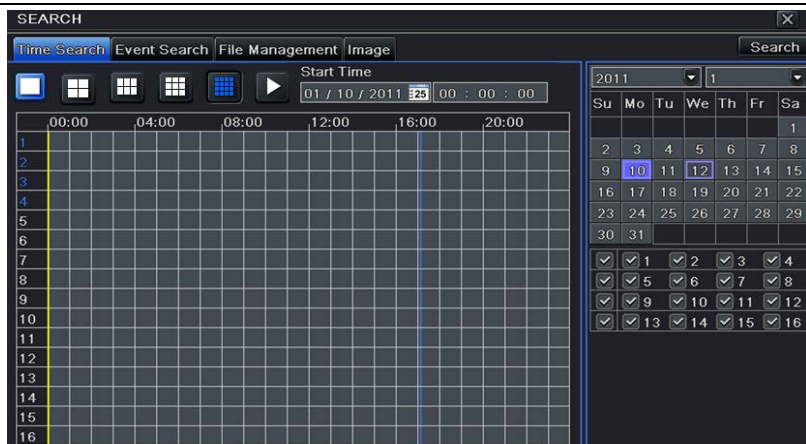 SEARCH
Time Search Event Search File Management Image Search
Start Time
01 / 10 / 2011 25 00 : 00 : 00
00:00 04:00 08:00 12:00 16:00 20:00
1
2
3
4
5
6
7
8
9
10
11
12
13
14
15
16
2011 1
Su Mo Tu We Th Fr Sa
1
2 3 4 5 6 7 8
9 10 11 12 13 14 15
16 17 18 19 20 21 22
23 24 25 26 27 28 29
30 31
1 2 3 4
5 6 7 8
9 10 11 12
13 14 15 16